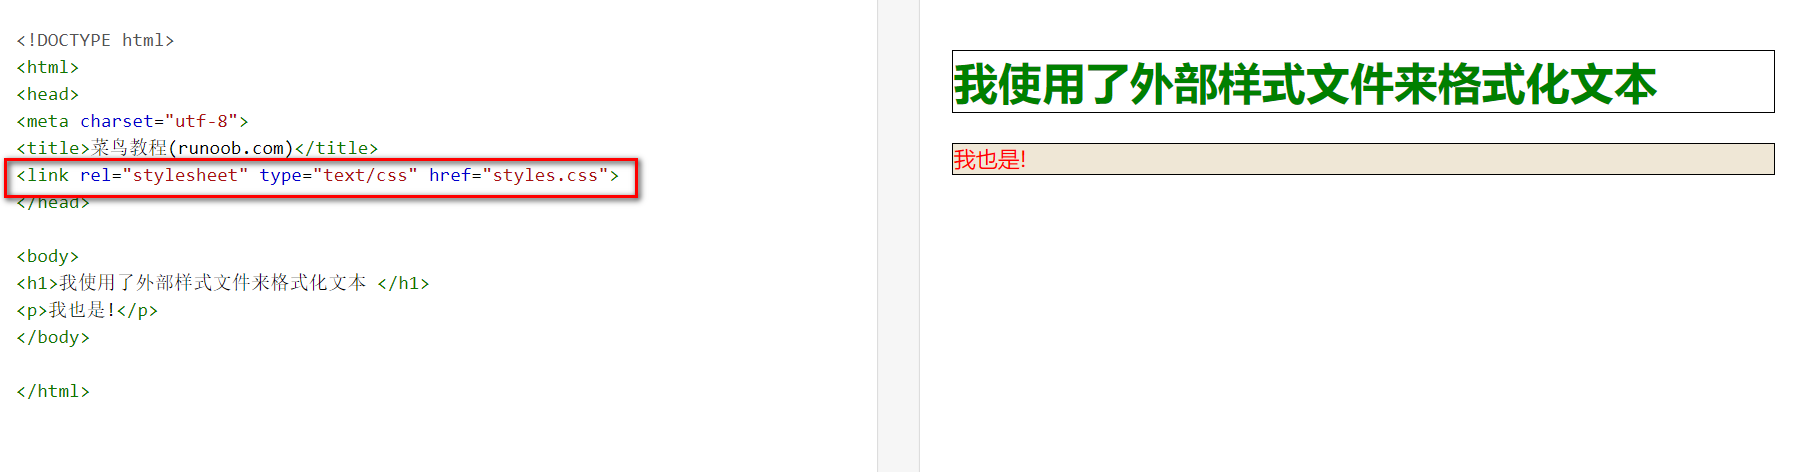 <!DOCTYPE html>
<html>
<head>
<meta charset="utf-8">
<title>菜鸟教程(runoob.com)</title>
<link rel="stylesheet" type="text/css" href="styles.css">
</head>
<body>
<h1>我使用了外部样式文件来格式化文本 </h1>
<p>我也是!</p>
</body>
</html>
我使用了外部样式文件来格式化文本
我也是!